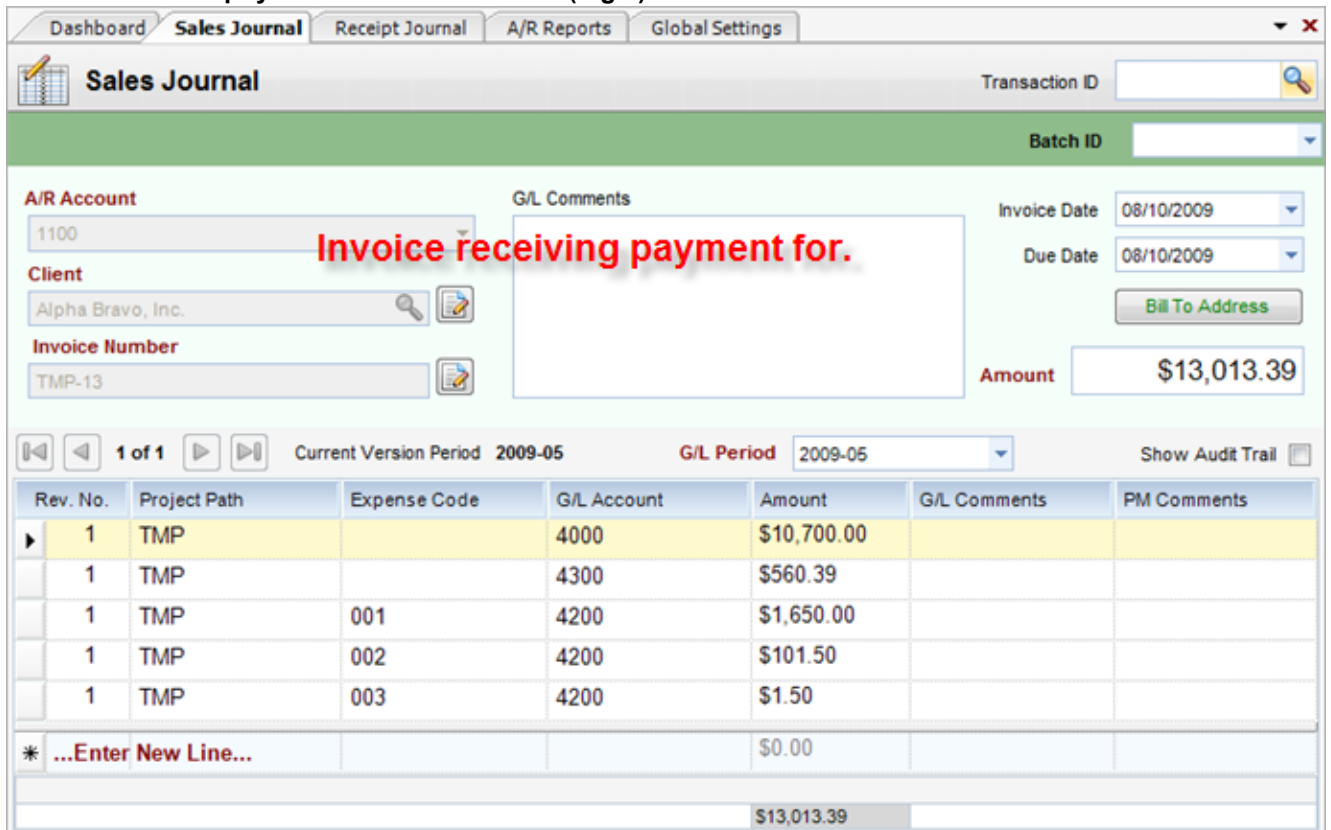 Dashboard Sales Journal Receipt Journal A/R Reports Global Settings
Sales Journal Transaction ID
Batch ID
A/R Account G/L Comments Invoice Date 08/10/2009
1100
Invoice receiving payment for.
Due Date 08/10/2009
Client
Alpha Bravo, Inc. Bill To Address
Invoice Number
TMP-13 Amount $13,013.39
1 of 1 Current Version Period 2009-05 G/L Period 2009-05 Show Audit Trail
Rev. No. Project Path Expense Code G/L Account Amount G/L Comments PM Comments
1 TMP 4000 $10,700.00
1 TMP 4300 $560.39
1 TMP 001 4200 $1,650.00
1 TMP 002 4200 $101.50
1 TMP 003 4200 $1.50
* ...Enter New Line... $0.00
$13,013.39